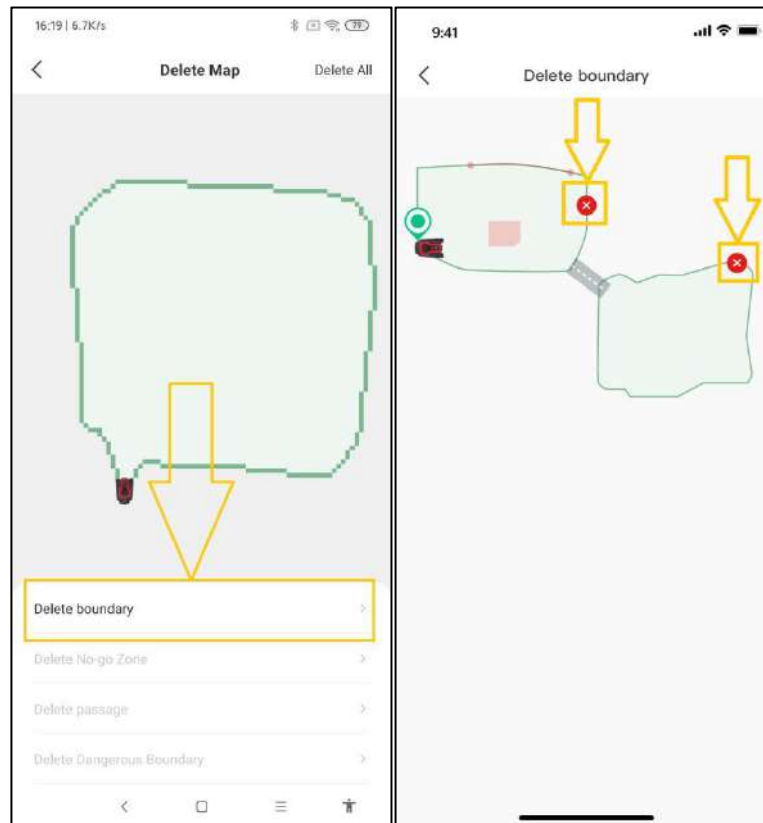 16:19 | 6.7K/s
79
Delete Map
Delete All
Delete boundary
Delete No-go Zone
Delete passage
Delete Dangerous Boundary
9:41
Delete boundary